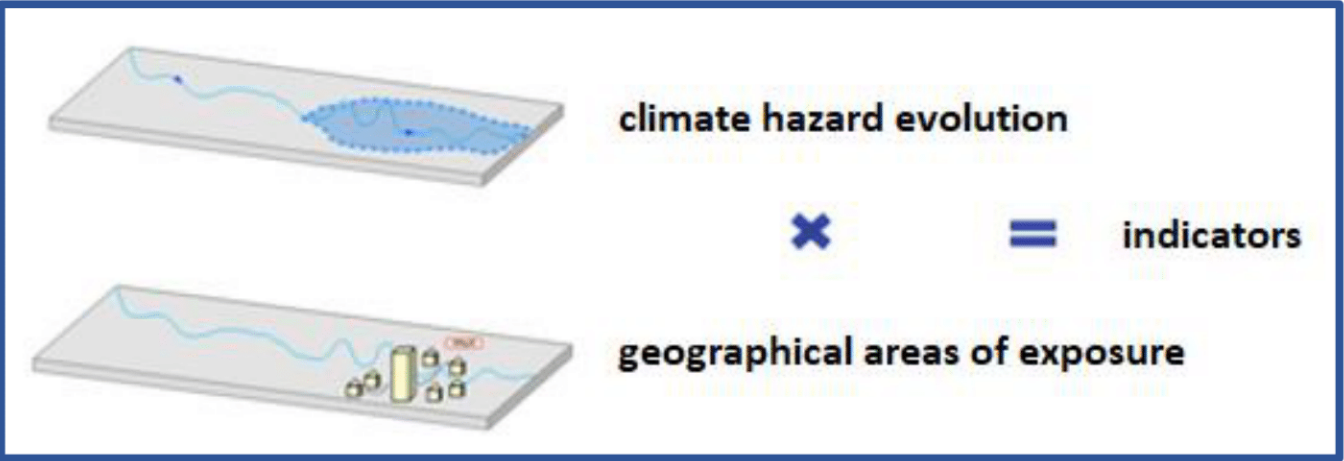 climate hazard evolution
✖ = indicators
geographical areas of exposure